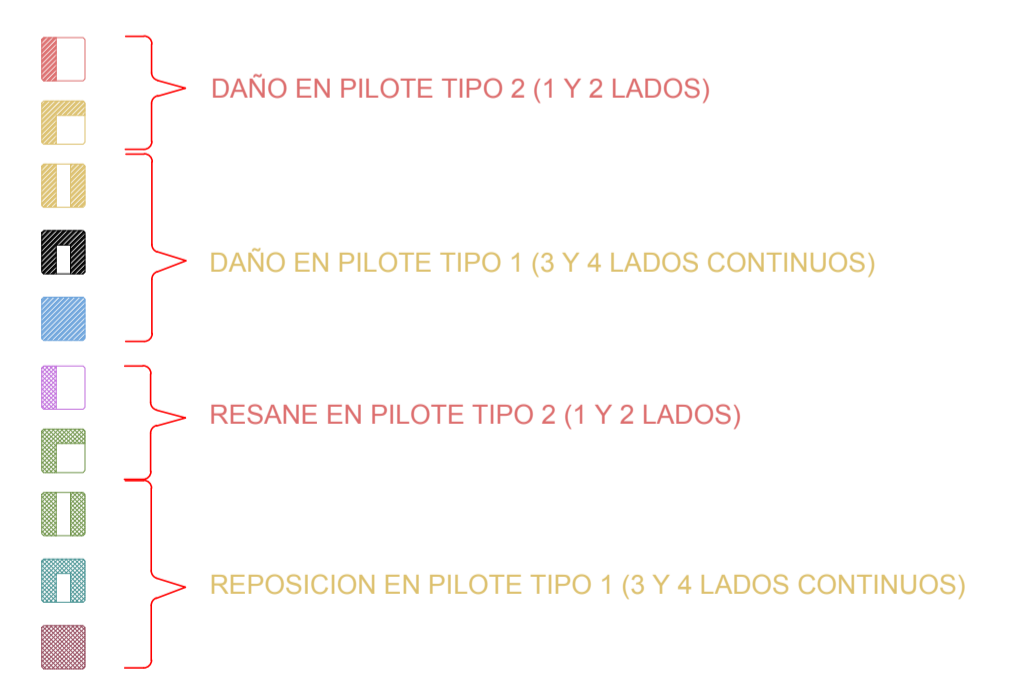 DAÑO EN PILOTE TIPO 2 (1 Y 2 LADOS)
DAÑO EN PILOTE TIPO 1 (3 Y 4 LADOS CONTINUOS)
RESANE EN PILOTE TIPO 2 (1 Y 2 LADOS)
REPOSICION EN PILOTE TIPO 1 (3 Y 4 LADOS CONTINUOS)